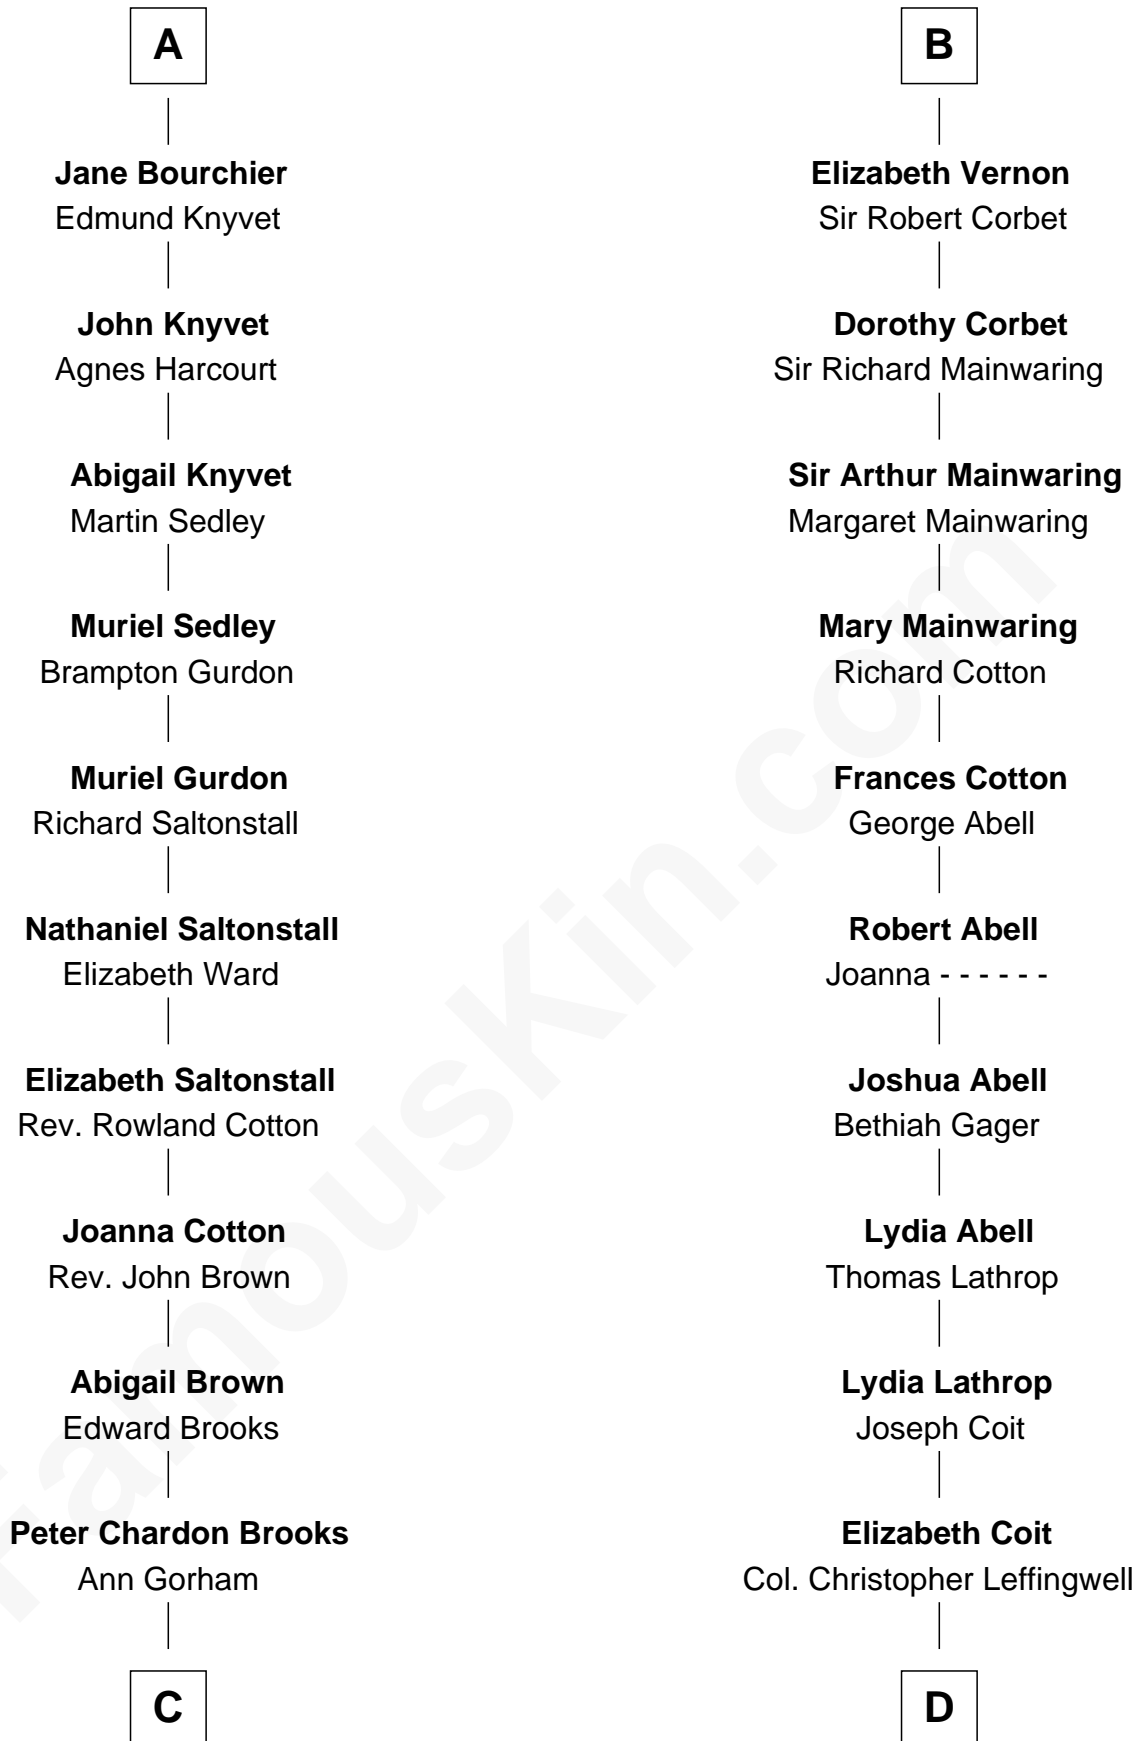 A
Jane Bourchier
Edmund Knyvet
John Knyvet
Agnes Harcourt
Abigail Knyvet
Martin Sedley
Muriel Sedley
Brampton Gurdon
Muriel Gurdon
Richard Saltonstall
Nathaniel Saltonstall
Elizabeth Ward
Elizabeth Saltonstall
Rev. Rowland Cotton
Joanna Cotton
Rev. John Brown
Abigail Brown
Edward Brooks
Peter Chardon Brooks
Ann Gorham
C
B
Elizabeth Vernon
Sir Robert Corbet
Dorothy Corbet
Sir Richard Mainwaring
Sir Arthur Mainwaring
Margaret Mainwaring
Mary Mainwaring
Richard Cotton
Frances Cotton
George Abell
Robert Abell
Joanna - - - - - -
Joshua Abell
Bethiah Gager
Lydia Abell
Thomas Lathrop
Lydia Lathrop
Joseph Coit
Elizabeth Coit
Col. Christopher Leffingwell
D
FamousKin.com